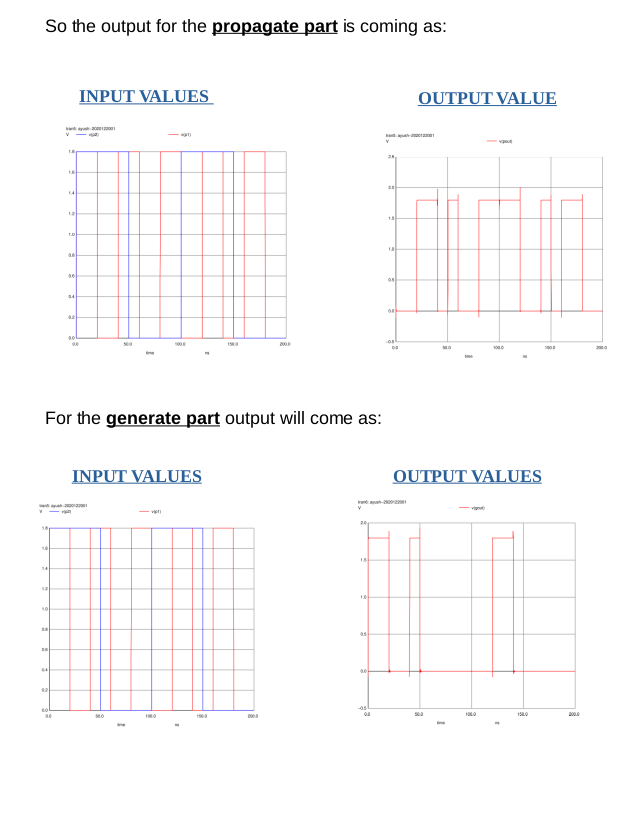 So the output for the propagate part is coming as:
INPUT VALUES
OUTPUT VALUE
tran6: ayush-2020122001
V v(p2) v(p1)
1.8
1.6
1.4
1.2
1.0
0.8
0.6
0.4
0.2
0.0
0.0 50.0 100.0 150.0 200.0
time ns
tran6: ayush-2020122001
V v(pout)
2.5
2.0
1.5
1.0
0.5
0.0
-0.5
0.0 50.0 100.0 150.0 200.0
time ns
For the generate part output will come as:
INPUT VALUES
OUTPUT VALUES
tran6: ayush-2020122001
V v(p2) v(p1)
1.8
1.6
1.4
1.2
1.0
0.8
0.6
0.4
0.2
0.0
0.0 50.0 100.0 150.0 200.0
time ns
tran6: ayush-2020122001
V v(gout)
2.0
1.5
1.0
0.5
0.0
-0.5
0.0 50.0 100.0 150.0 200.0
time ns